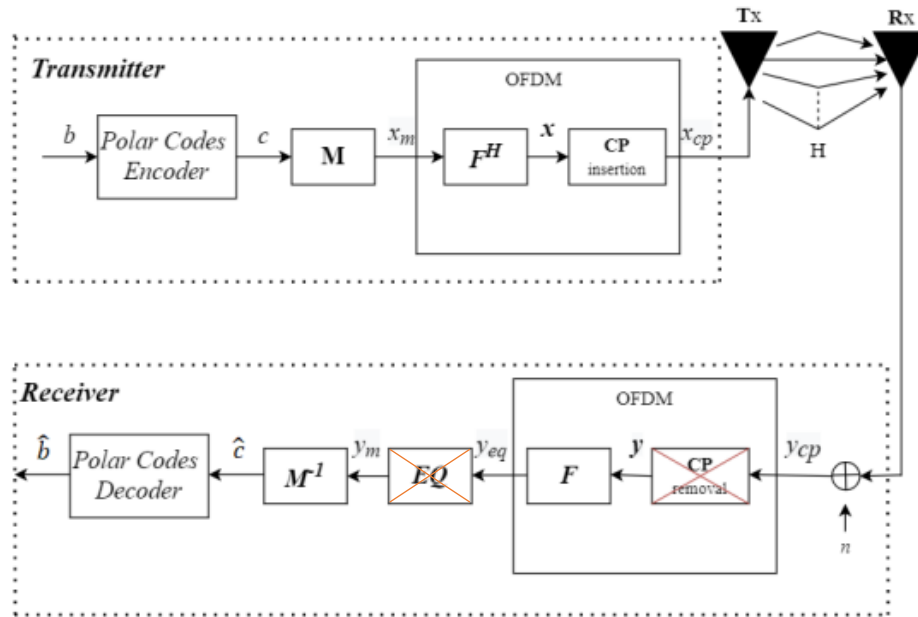 Tx
Rx
Transmitter
OFDM
b
Polar Codes
Encoder
c
M
x_m
F^H
x
CP
insertion
x_cp
H
Receiver
OFDM
b̂
Polar Codes
Decoder
ĉ
M^-1
y_m
EQ
y_eq
F
y
CP
removal
y_cp
n